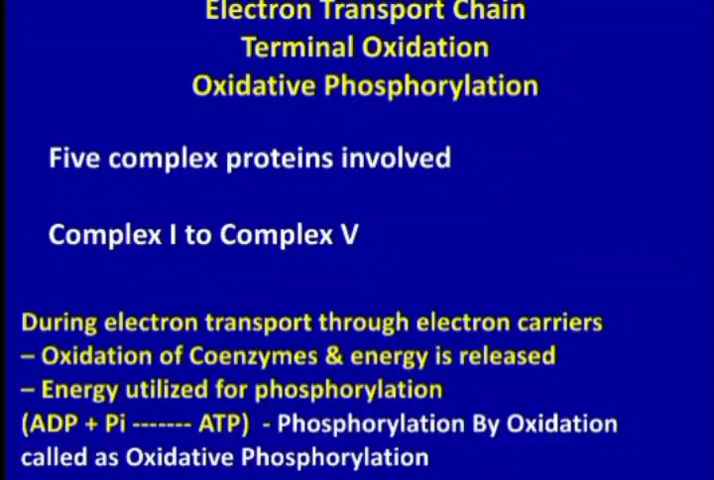 Electron Transport Chain
Terminal Oxidation
Oxidative Phosphorylation
Five complex proteins involved
Complex I to Complex V
During electron transport through electron carriers
– Oxidation of Coenzymes & energy is released
– Energy utilized for phosphorylation
(ADP + Pi ------- ATP) - Phosphorylation By Oxidation
called as Oxidative Phosphorylation